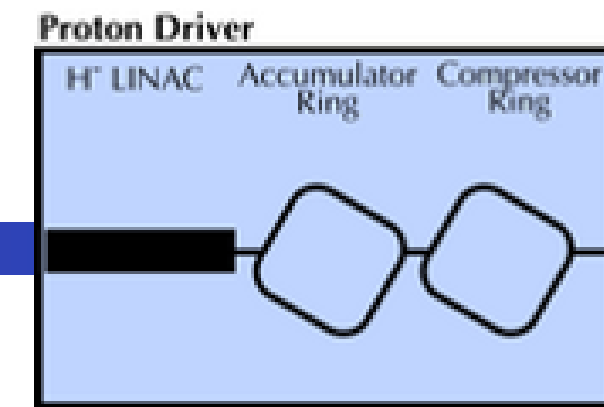 Proton Driver
H⁻ LINAC
Accumulator
Ring
Compressor
Ring